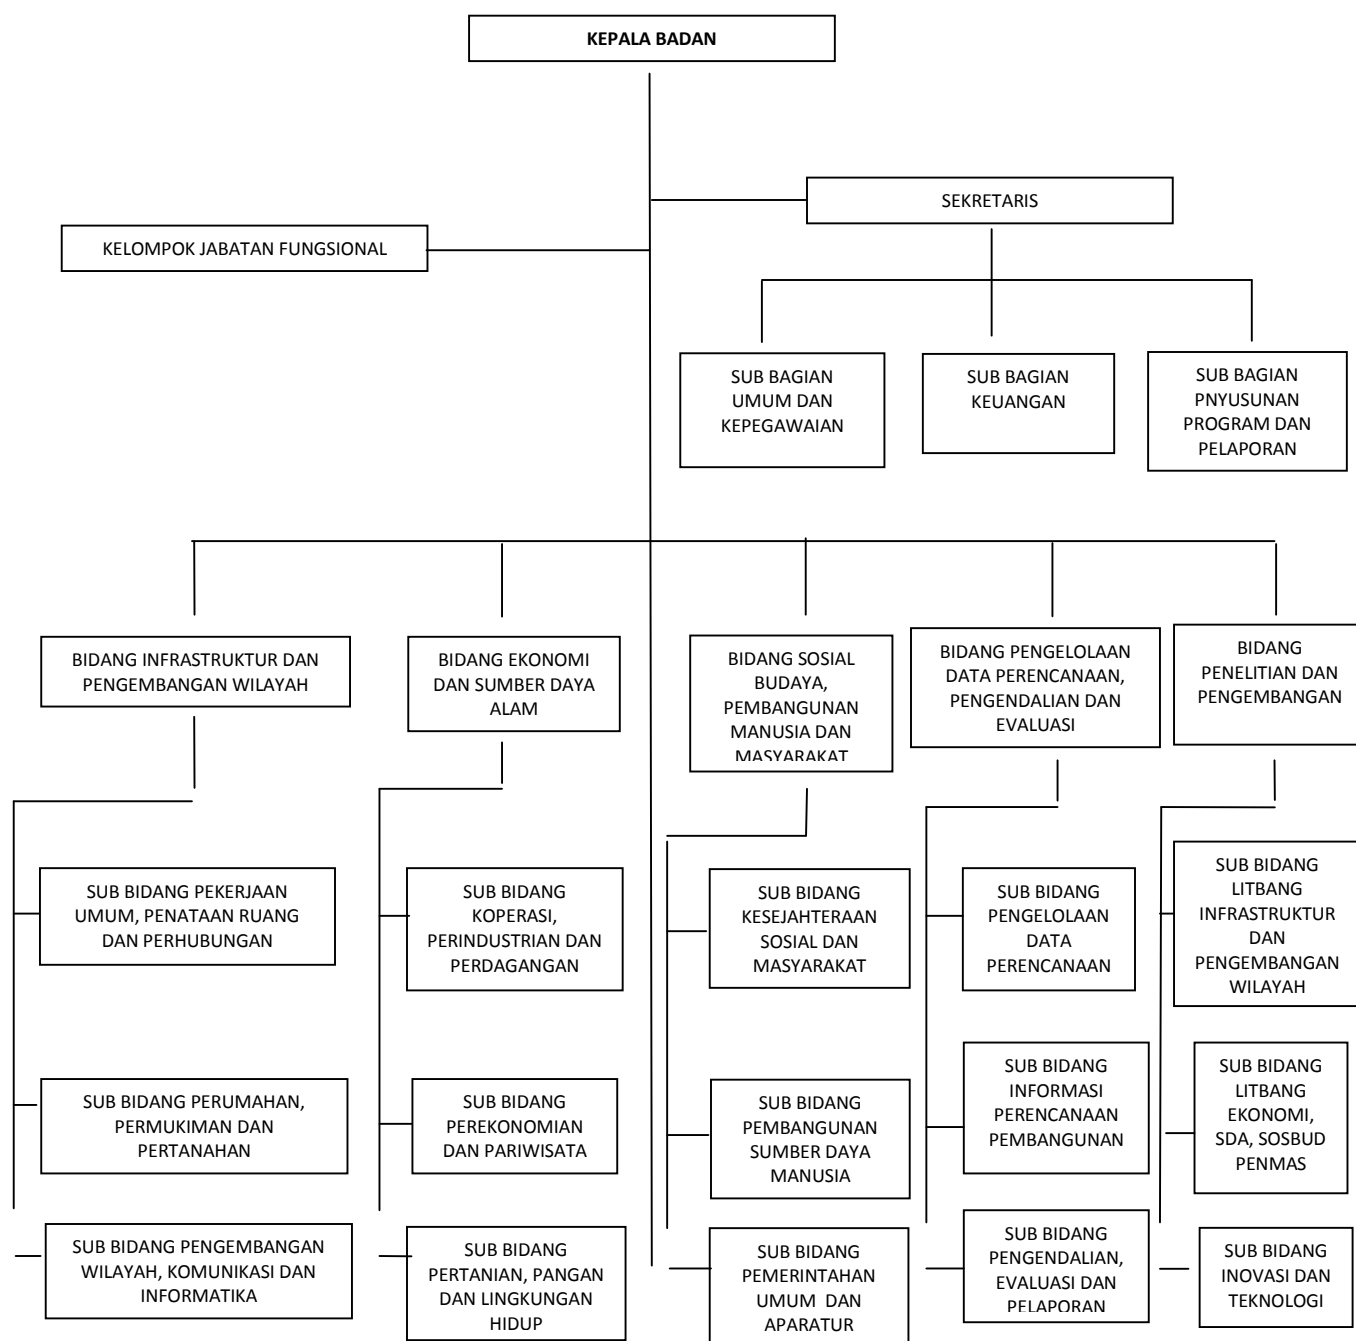 KEPALA BADAN
SEKRETARIS
KELOMPOK JABATAN FUNGSIONAL
SUB BAGIAN
UMUM DAN
KEPEGAWAIAN
SUB BAGIAN
KEUANGAN
SUB BAGIAN
PNYUSUNAN
PROGRAM DAN
PELAPORAN
BIDANG INFRASTRUKTUR DAN
PENGEMBANGAN WILAYAH
BIDANG EKONOMI
DAN SUMBER DAYA
ALAM
BIDANG SOSIAL
BUDAYA,
PEMBANGUNAN
MANUSIA DAN
MASYARAKAT
BIDANG PENGELOLAAN
DATA PERENCANAAN,
PENGENDALIAN DAN
EVALUASI
BIDANG
PENELITIAN DAN
PENGEMBANGAN
SUB BIDANG PEKERJAAN
UMUM, PENATAAN RUANG
DAN PERHUBUNGAN
SUB BIDANG
KOPERASI,
PERINDUSTRIAN DAN
PERDAGANGAN
SUB BIDANG
KESEJAHTERAAN
SOSIAL DAN
MASYARAKAT
SUB BIDANG
PENGELOLAAN
DATA
PERENCANAAN
SUB BIDANG
LITBANG
INFRASTRUKTUR
DAN
PENGEMBANGAN
WILAYAH
SUB BIDANG PERUMAHAN,
PERMUKIMAN DAN
PERTANAHAN
SUB BIDANG
PEREKONOMIAN
DAN PARIWISATA
SUB BIDANG
PEMBANGUNAN
SUMBER DAYA
MANUSIA
SUB BIDANG
INFORMASI
PERENCANAAN
PEMBANGUNAN
SUB BIDANG
LITBANG
EKONOMI,
SDA, SOSBUD
PENMAS
SUB BIDANG PENGEMBANGAN
WILAYAH, KOMUNIKASI DAN
INFORMATIKA
SUB BIDANG
PERTANIAN, PANGAN
DAN LINGKUNGAN
HIDUP
SUB BIDANG
PEMERINTAHAN
UMUM  DAN
APARATUR
SUB BIDANG
PENGENDALIAN,
EVALUASI DAN
PELAPORAN
SUB BIDANG
INOVASI DAN
TEKNOLOGI